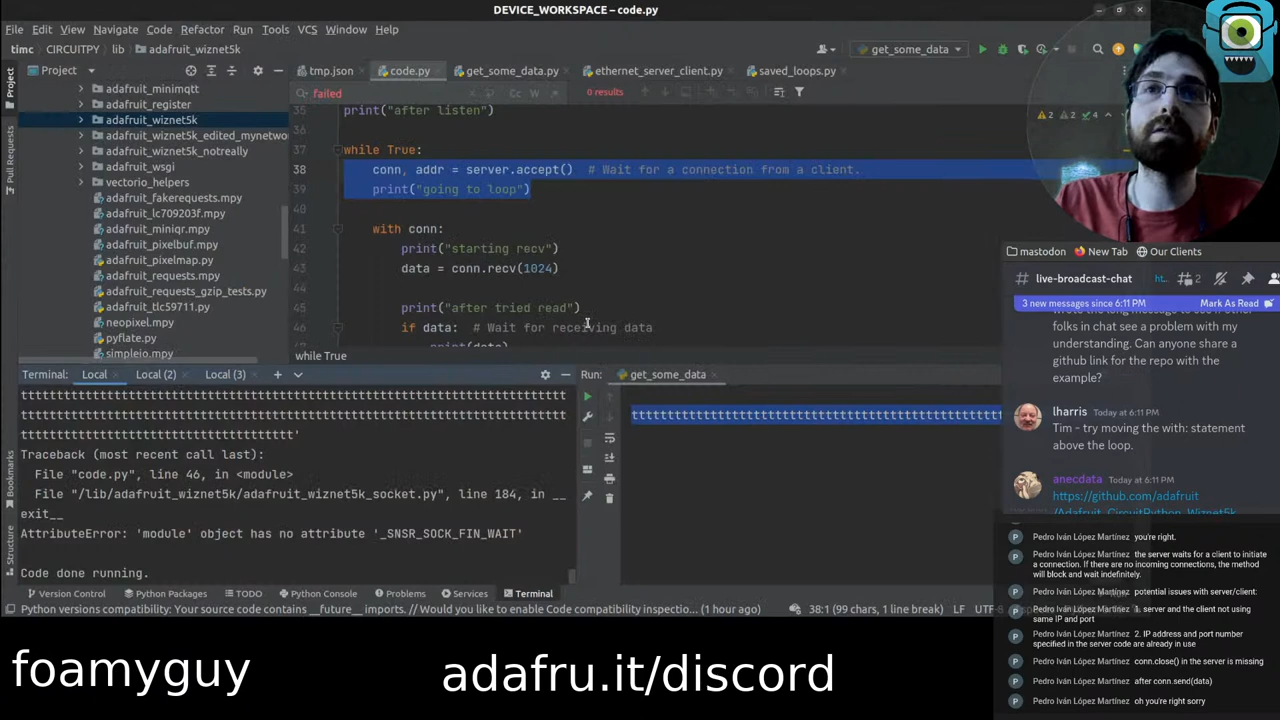 DEVICE_WORKSPACE – code.py
File Edit View Navigate Code Refactoring Run Tools VCS Window Help
timc CIRCUITPY lib adafruit_wiznet5k
get_some_data
Project
tmp.json code.py get_some_data.py ethernet_server_client.py saved_loops.py
failed Cc W 0 results
adafruit_minimqtt
adafruit_register
adafruit_wiznet5k
adafruit_wiznet5k_edited_mynetwor
adafruit_wiznet5k_notreally
adafruit_wsgi
vectorio_helpers
adafruit_fakerequests.my
adafruit_lc709203f.mpy
adafruit_miniqr.mpy
adafruit_pixelbuf.mpy
adafruit_pixelmap.py
adafruit_requests.mpy
adafruit_requests_gzip_tests.py
adafruit_tlc59711.py
neopixel.mpy
pyflate.py
simpleio.mpy
Pull Requests
Bookmarks
Structure
35 print("after listen")
36
37 while True:
38 conn, addr = server.accept() # Wait for a connection from a client.
39 print("going to loop")
40
41 with conn:
42 print("starting recv")
43 data = conn.recv(1024)
44
45 print("after tried read")
46 if data: # Wait for receiving data
print(data)
2 2 4
while True
Terminal: Local Local (2) Local (3) +
Run: get_some_data
Traceback (most recent call last):
File "code.py", line 46, in <module>
File "/lib/adafruit_wiznet5k/adafruit_wiznet5k_socket.py", line 184, in __
exit__
AttributeError: 'module' object has no attribute '_SNSR_SOCK_FIN_WAIT'
Code done running.
Version Control Python Packages TODO Python Console Problems Services Terminal
Python versions compatibility: Your source code contains __future__ imports. // Would you like to enable Code compatibility inspectio... (1 hour ago)
38:1 (99 chars, 1 line break) LF UTF-8
mastodon New Tab Our Clients
# live-broadcast-chat ht... 2
3 new messages since 6:11 PM Mark As Read
folks in chat see a problem with my
understanding. Can anyone share a
github link for the repo with the
example?
lharris Today at 6:11 PM
Tim - try moving the with: statement
above the loop.
anecdata Today at 6:11 PM
https://github.com/adafruit
/Adafruit_CircuitPython_Wiznet5k
P Pedro Iván López Martínez you're right.
P Pedro Iván López Martínez the server waits for a client to initiate
a connection. If there are no incoming connections, the method
will block and wait indefinitely.
P Pedro Iván López Martínez potential issues with server/client:
P Pedro Iván López Martínez 1. server and the client not using
same IP and port
P Pedro Iván López Martínez 2. IP address and port number
specified in the server code are already in use
P Pedro Iván López Martínez conn.close() in the server is missing
P Pedro Iván López Martínez after conn.send(data)
P Pedro Iván López Martínez oh you're right sorry
foamyguy
adafru.it/discord